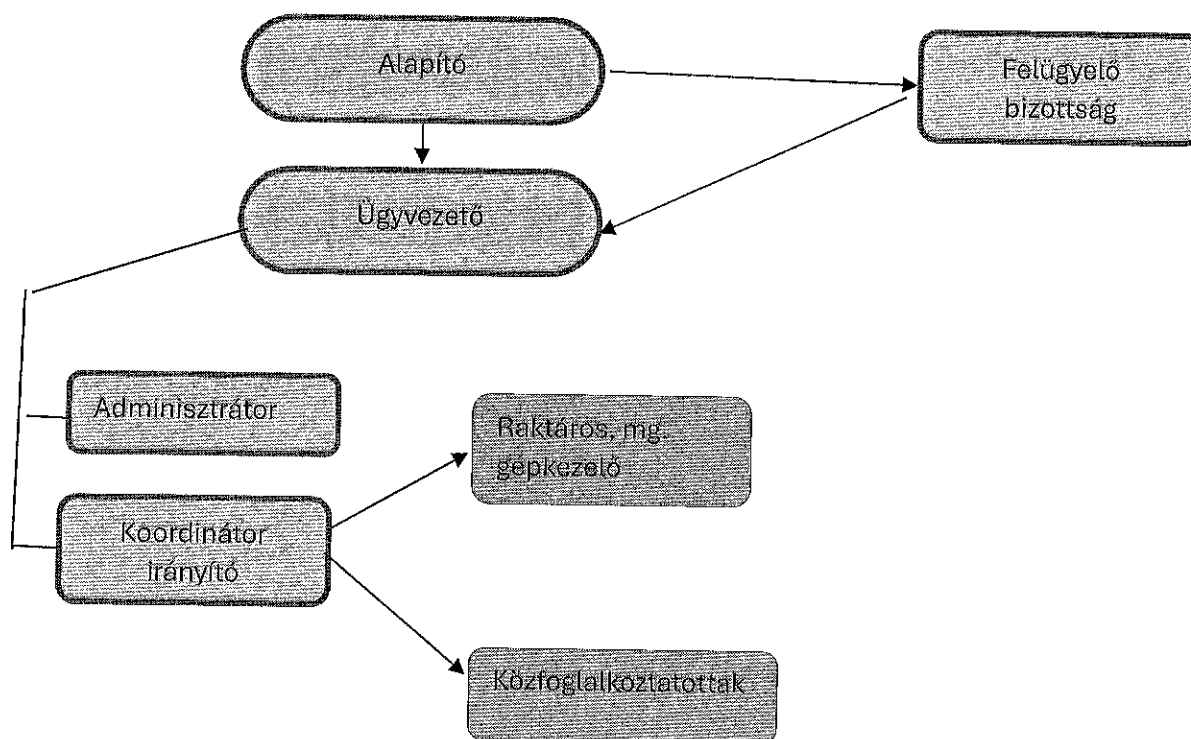 Alapító
Felügyelő
bizottság
Ügyvezető
Adminisztrátor
Raktáros, mg.
gépkezelő
Koordinátor
irányító
Közfoglalkoztatottak